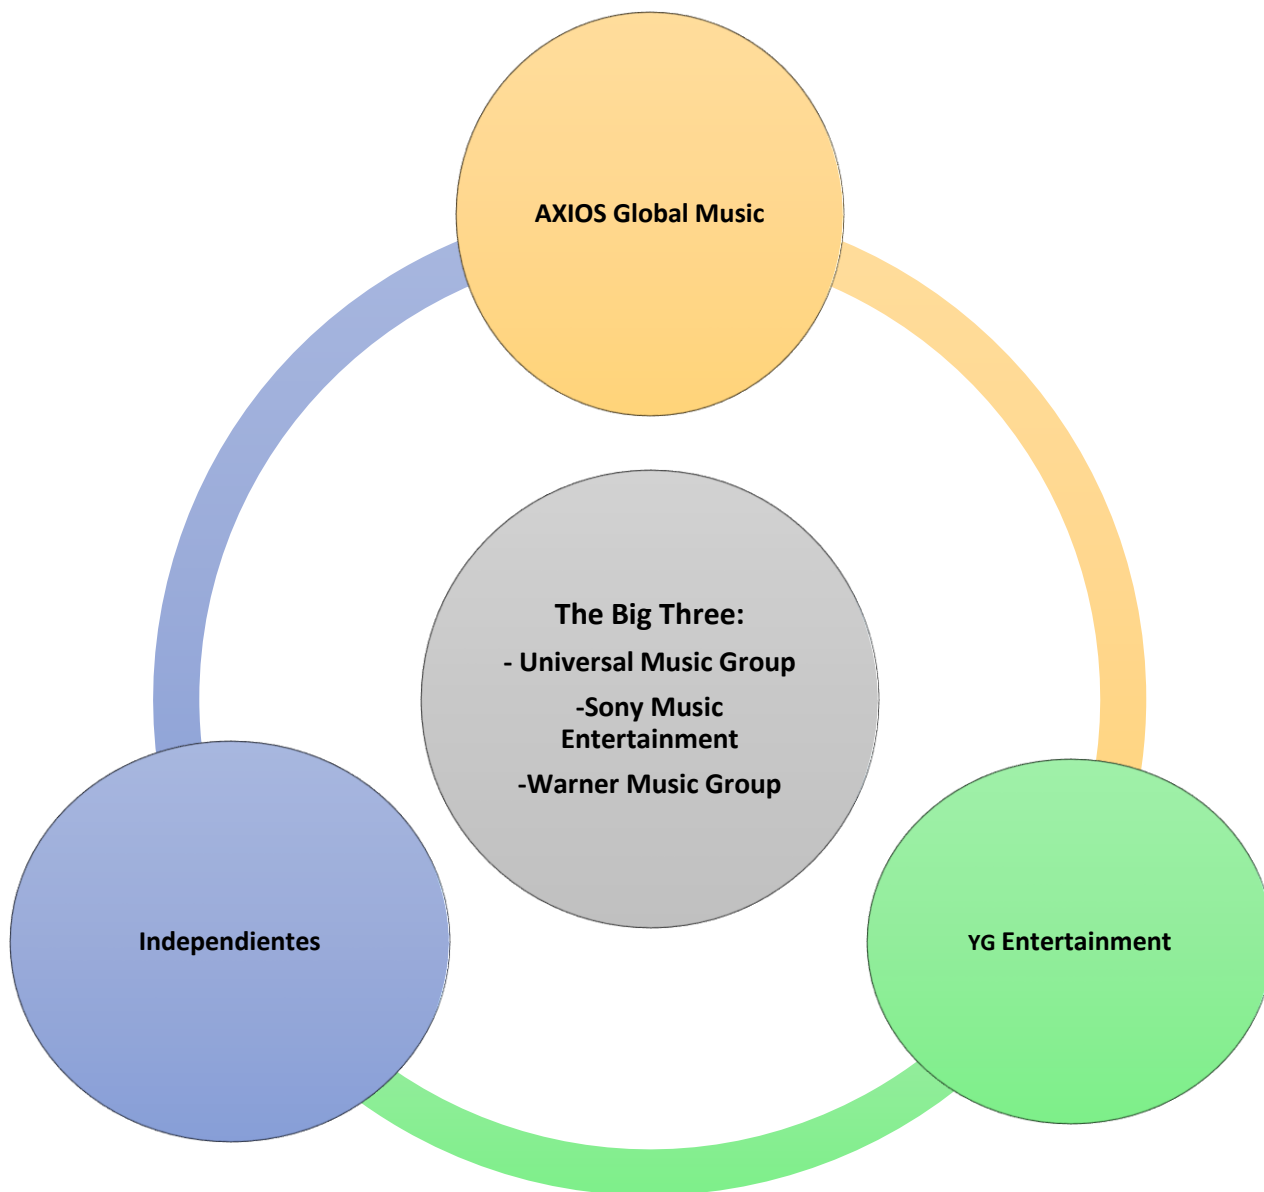 AXIOS Global Music
The Big Three:
- Universal Music Group
-Sony Music
Entertainment
-Warner Music Group
Independientes
YG Entertainment